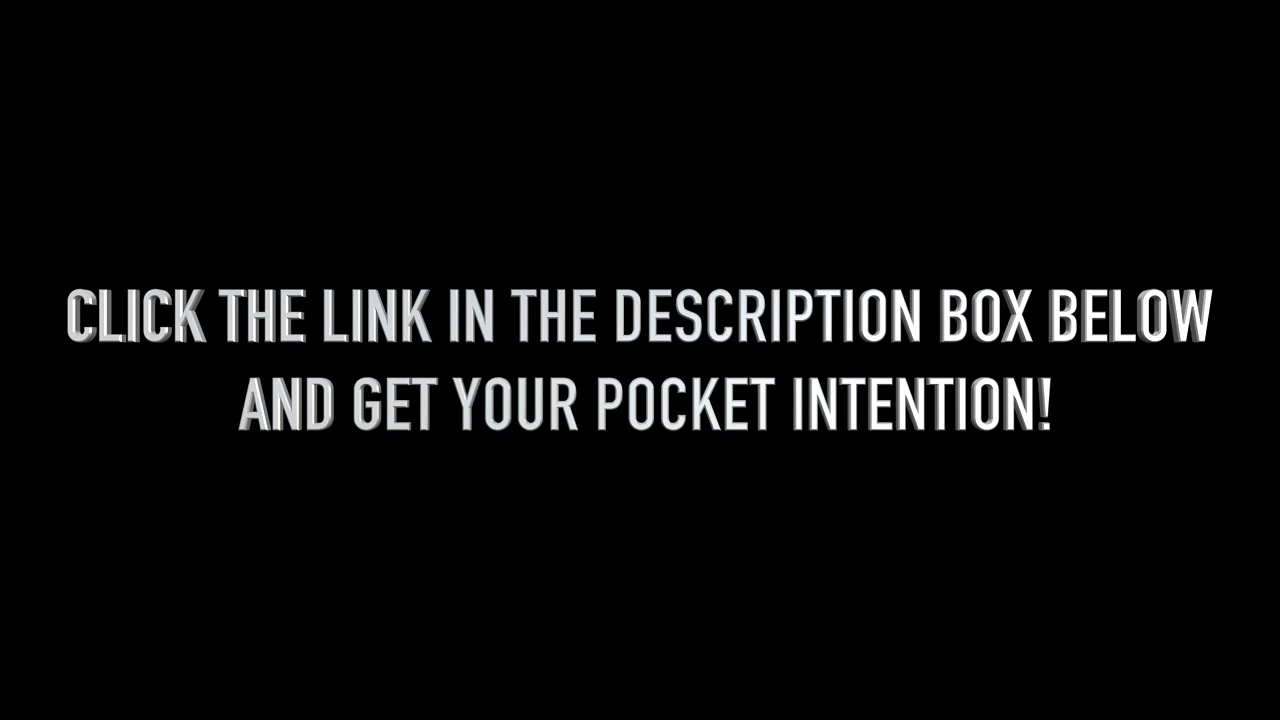 CLICK THE LINK IN THE DESCRIPTION BOX BELOW
AND GET YOUR POCKET INTENTION!